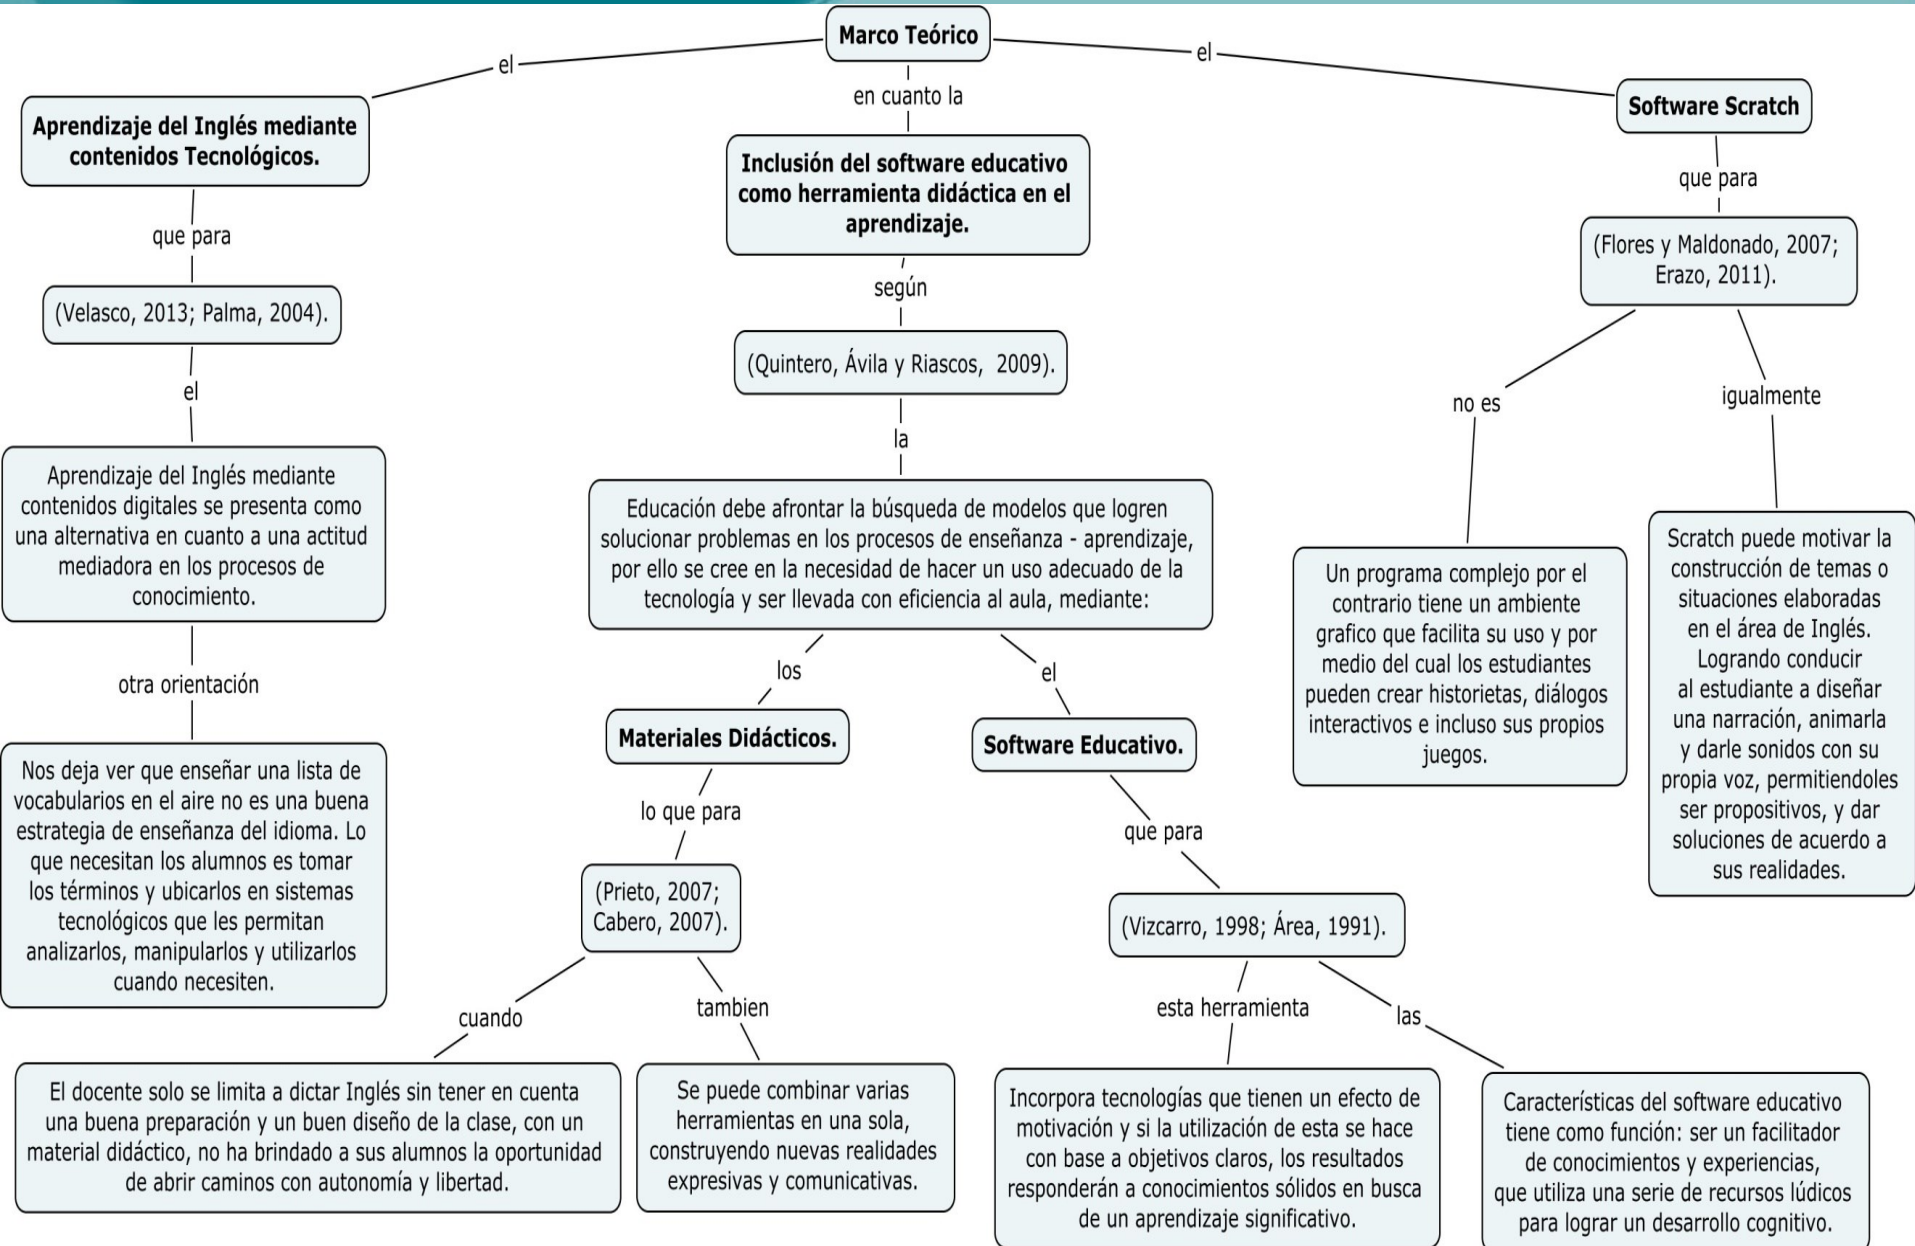 Marco Teórico
el
en cuanto la
el
Aprendizaje del Inglés mediante
contenidos Tecnológicos.
que para
(Velasco, 2013; Palma, 2004).
el
Aprendizaje del Inglés mediante
contenidos digitales se presenta como
una alternativa en cuanto a una actitud
mediadora en los procesos de
conocimiento.
otra orientación
Nos deja ver que enseñar una lista de
vocabularios en el aire no es una buena
estrategia de enseñanza del idioma. Lo
que necesitan los alumnos es tomar
los términos y ubicarlos en sistemas
tecnológicos que les permitan
analizarlos, manipularlos y utilizarlos
cuando necesiten.
Inclusión del software educativo
como herramienta didáctica en el
aprendizaje.
según
(Quintero, Ávila y Riascos, 2009).
la
Educación debe afrontar la búsqueda de modelos que logren
solucionar problemas en los procesos de enseñanza - aprendizaje,
por ello se cree en la necesidad de hacer un uso adecuado de la
tecnología y ser llevada con eficiencia al aula, mediante:
los
Materiales Didácticos.
lo que para
(Prieto, 2007;
Cabero, 2007).
cuando
El docente solo se limita a dictar Inglés sin tener en cuenta
una buena preparación y un buen diseño de la clase, con un
material didáctico, no ha brindado a sus alumnos la oportunidad
de abrir caminos con autonomía y libertad.
tambien
Se puede combinar varias
herramientas en una sola,
construyendo nuevas realidades
expresivas y comunicativas.
el
Software Educativo.
que para
(Vizcarro, 1998; Área, 1991).
esta herramienta
Incorpora tecnologías que tienen un efecto de
motivación y si la utilización de esta se hace
con base a objetivos claros, los resultados
responderán a conocimientos sólidos en busca
de un aprendizaje significativo.
las
Características del software educativo
tiene como función: ser un facilitador
de conocimientos y experiencias,
que utiliza una serie de recursos lúdicos
para lograr un desarrollo cognitivo.
Software Scratch
que para
(Flores y Maldonado, 2007;
Erazo, 2011).
no es
Un programa complejo por el
contrario tiene un ambiente
grafico que facilita su uso y por
medio del cual los estudiantes
pueden crear historietas, diálogos
interactivos e incluso sus propios
juegos.
igualmente
Scratch puede motivar la
construcción de temas o
situaciones elaboradas
en el área de Inglés.
Logrando conducir
al estudiante a diseñar
una narración, animarla
y darle sonidos con su
propia voz, permitiendoles
ser propositivos, y dar
soluciones de acuerdo a
sus realidades.